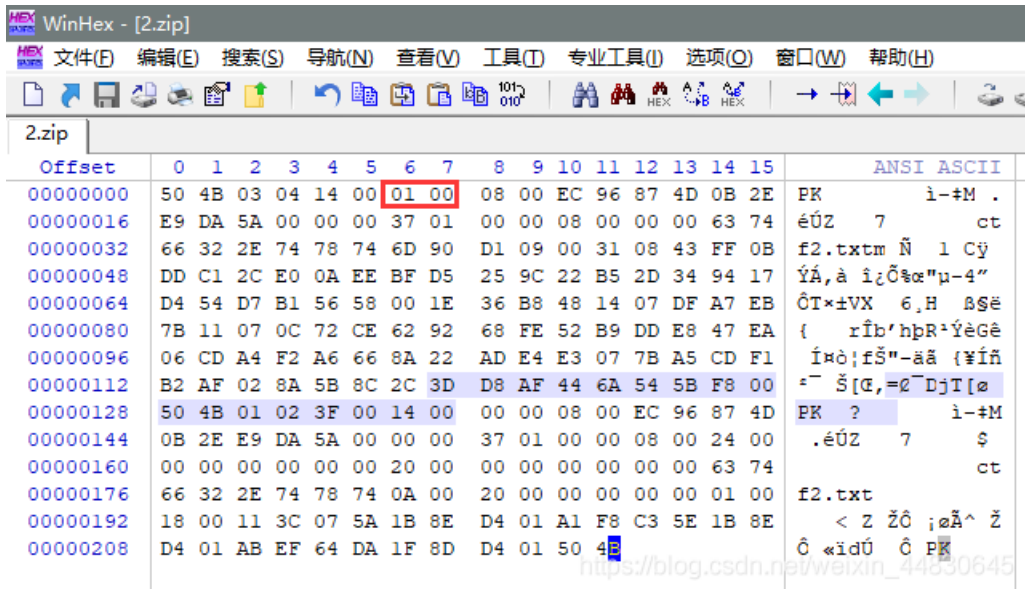 WinHex - [2.zip]
文件(F) 编辑(E) 搜索(S) 导航(N) 查看(V) 工具(T) 专业工具(I) 选项(O) 窗口(W) 帮助(H)
2.zip
Offset 0 1 2 3 4 5 6 7 8 9 10 11 12 13 14 15 ANSI ASCII
00000000 50 4B 03 04 14 00 01 00 08 00 EC 96 87 4D 0B 2E PK ì–‡M .
00000016 E9 DA 5A 00 00 00 37 01 00 00 08 00 00 00 63 74 éÚZ 7 ct
00000032 66 32 2E 74 78 74 6D 90 D1 09 00 31 08 43 FF 0B f2.txtm Ñ 1 Cÿ
00000048 DD C1 2C E0 0A EE BF D5 25 9C 22 B5 2D 34 94 17 ÝÁ,à î¿Õ%œ"µ-4”
00000064 D4 54 D7 B1 56 58 00 1E 36 B8 48 14 07 DF A7 EB ÔT×±VX 6¸H ß§ë
00000080 7B 11 07 0C 72 CE 62 92 68 FE 52 B9 DD E8 47 EA { rÎb’hþR¹ÝèGê
00000096 06 CD A4 F2 A6 66 8A 22 AD E4 E3 07 7B A5 CD F1 Í¤ò¦fŠ"-äã {¥Íñ
00000112 B2 AF 02 8A 5B 8C 2C 3D D8 AF 44 6A 54 5B F8 00 ²¯ Š[Œ,=Ø¯DjT[ø
00000128 50 4B 01 02 3F 00 14 00 00 00 08 00 EC 96 87 4D PK ? ì–‡M
00000144 0B 2E E9 DA 5A 00 00 00 37 01 00 00 08 00 24 00 .éÚZ 7 $
00000160 00 00 00 00 00 00 20 00 00 00 00 00 00 00 63 74 ct
00000176 66 32 2E 74 78 74 0A 00 20 00 00 00 00 00 01 00 f2.txt
00000192 18 00 11 3C 07 5A 1B 8E D4 01 A1 F8 C3 5E 1B 8E < Z ŽÔ ¡øÃ^ Ž
00000208 D4 01 AB EF 64 DA 1F 8D D4 01 50 4B Ô «ïdÚ Ô PK
https://blog.csdn.net/weixin_44830645